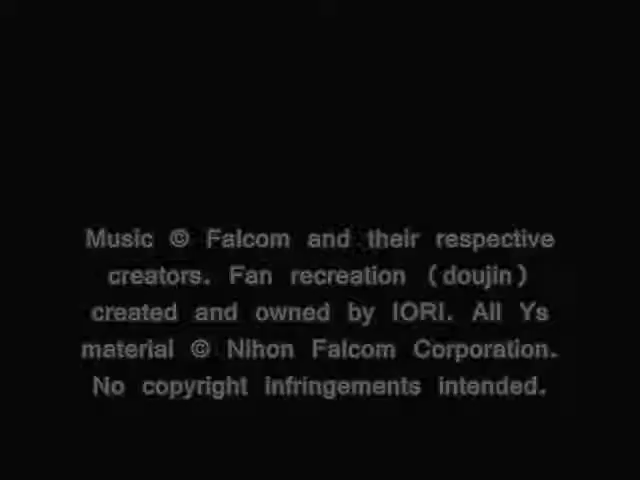 Music © Falcom and their respective
creators. Fan recreation (doujin)
created and owned by IORI. All Ys
material © Nihon Falcom Corporation.
No copyright infringements intended.